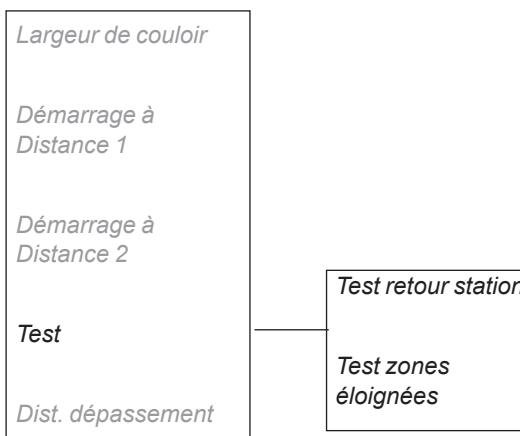 Largeur de couloir
Démarrage à
Distance 1
Démarrage à
Distance 2
Test
Dist. dépassement
Test retour station
Test zones
éloignées